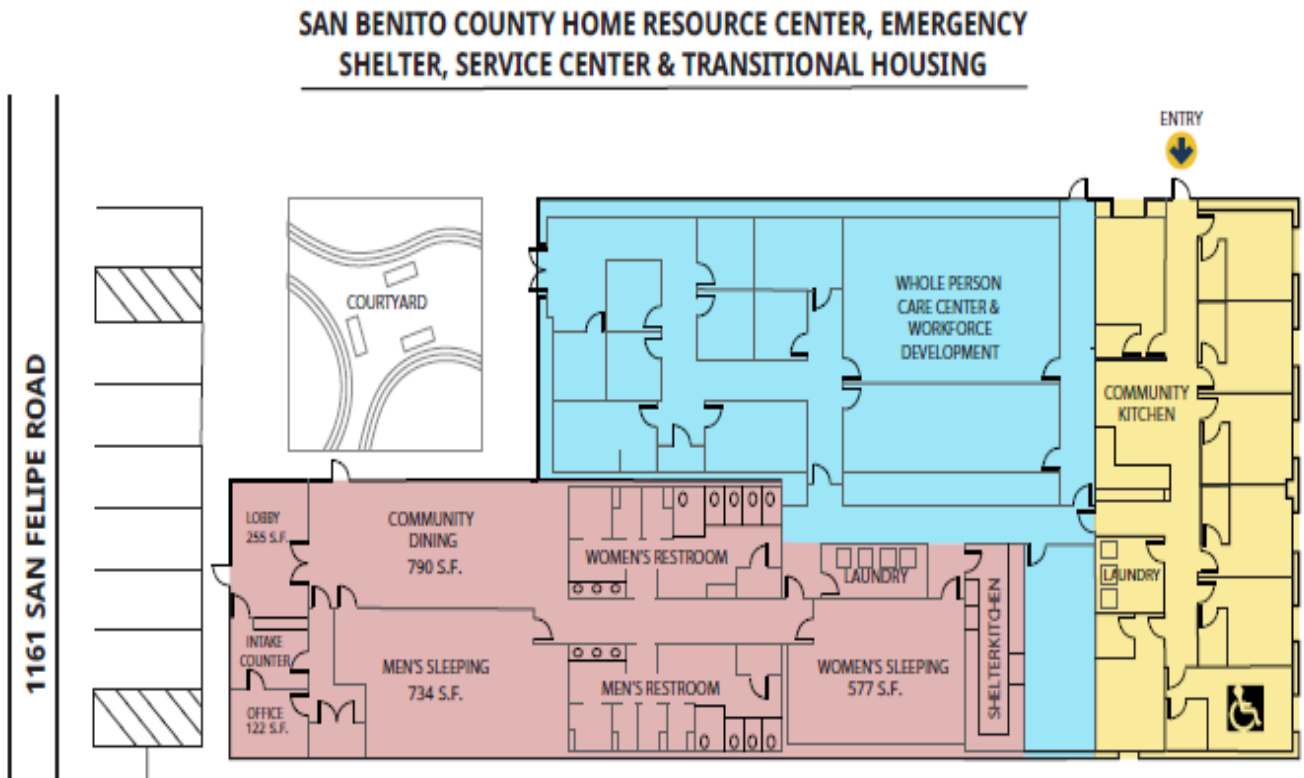 SAN BENITO COUNTY HOME RESOURCE CENTER, EMERGENCY
SHELTER, SERVICE CENTER & TRANSITIONAL HOUSING
ENTRY
COURTYARD
WHOLE PERSON
CARE CENTER &
WORKFORCE
DEVELOPMENT
COMMUNITY
KITCHEN
1161 SAN FELIPE ROAD
LOBBY
255 S.F.
COMMUNITY
DINING
790 S.F.
WOMEN'S RESTROOM
LAUNDRY
LAUNDRY
SHELTERKITCHEN
INTAKE
COUNTER
MEN'S SLEEPING
734 S.F.
MEN'S RESTROOM
WOMEN'S SLEEPING
577 S.F.
OFFICE
122 S.F.